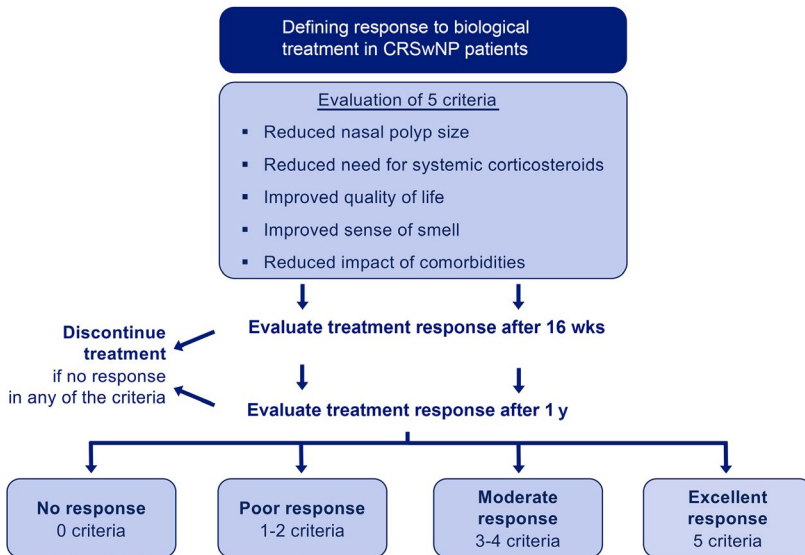 Defining response to biological
treatment in CRSwNP patients
Evaluation of 5 criteria
▪ Reduced nasal polyp size
▪ Reduced need for systemic corticosteroids
▪ Improved quality of life
▪ Improved sense of smell
▪ Reduced impact of comorbidities
Evaluate treatment response after 16 wks
Discontinue
treatment
if no response
in any of the criteria
Evaluate treatment response after 1 y
No response
0 criteria
Poor response
1-2 criteria
Moderate
response
3-4 criteria
Excellent
response
5 criteria